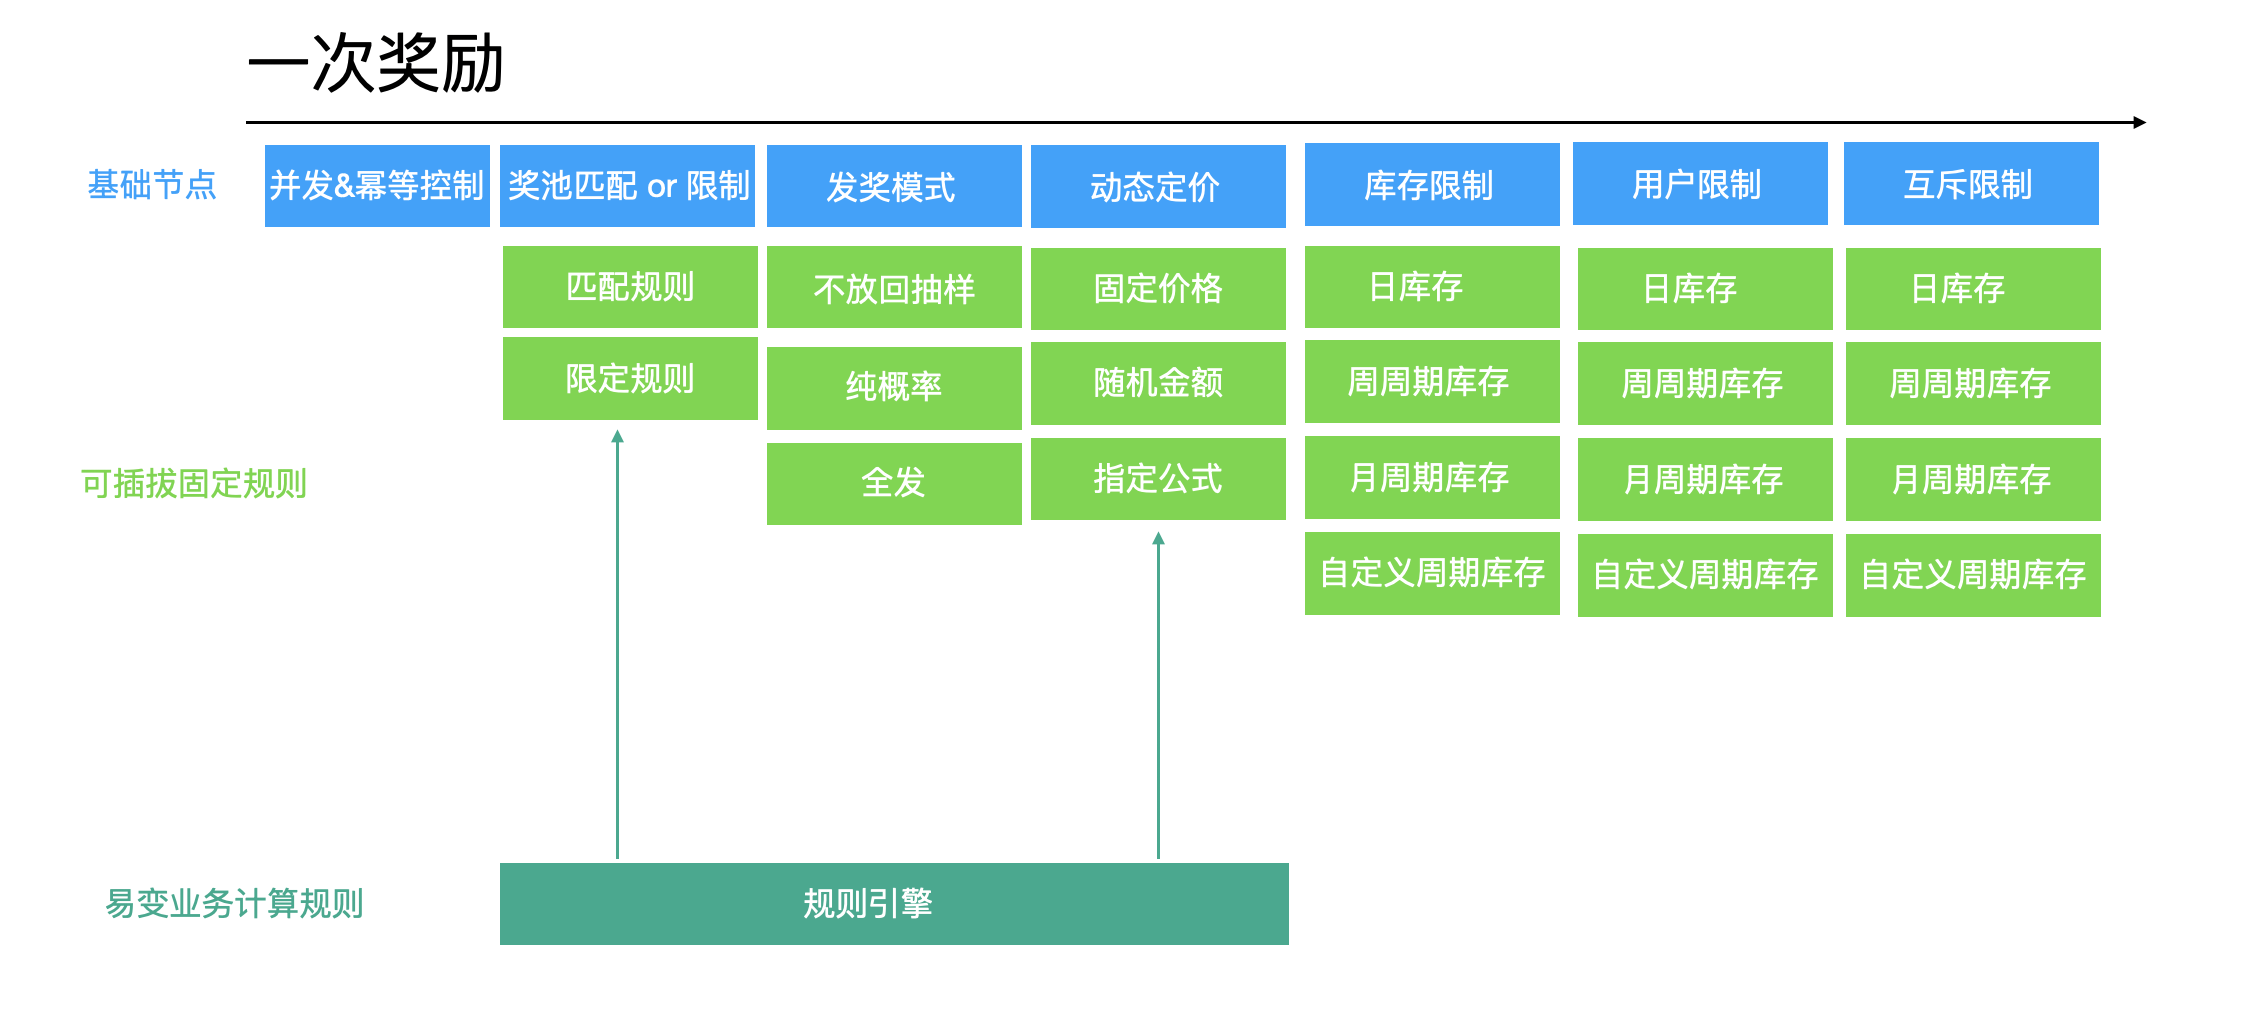 一次奖励
基础节点
并发&幂等控制
奖池匹配 or 限制
发奖模式
动态定价
库存限制
用户限制
互斥限制
匹配规则
不放回抽样
固定价格
日库存
日库存
日库存
限定规则
纯概率
随机金额
周周期库存
周周期库存
周周期库存
可插拔固定规则
全发
指定公式
月周期库存
月周期库存
月周期库存
自定义周期库存
自定义周期库存
自定义周期库存
易变业务计算规则
规则引擎